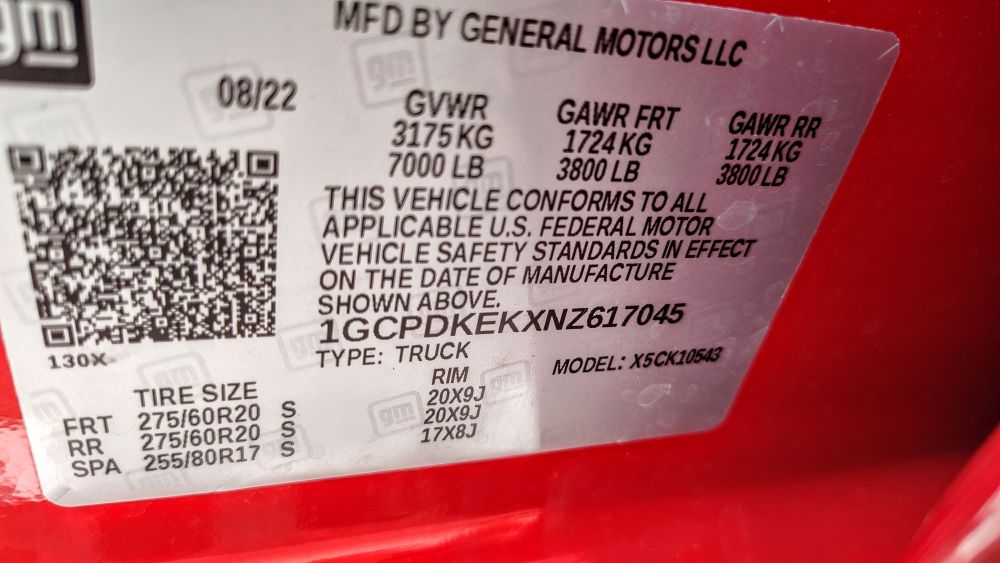 gm
MFD BY GENERAL MOTORS LLC
08/22
GVWR GAWR FRT GAWR RR
3175 KG 1724 KG 1724 KG
7000 LB 3800 LB 3800 LB
THIS VEHICLE CONFORMS TO ALL
APPLICABLE U.S. FEDERAL MOTOR
VEHICLE SAFETY STANDARDS IN EFFECT
ON THE DATE OF MANUFACTURE
SHOWN ABOVE.
1GCPDKEKXNZ617045
130X
TYPE: TRUCK MODEL: X5CK10543
TIRE SIZE RIM
FRT 275/60R20 S 20X9J
RR 275/60R20 S 20X9J
SPA 255/80R17 S 17X8J